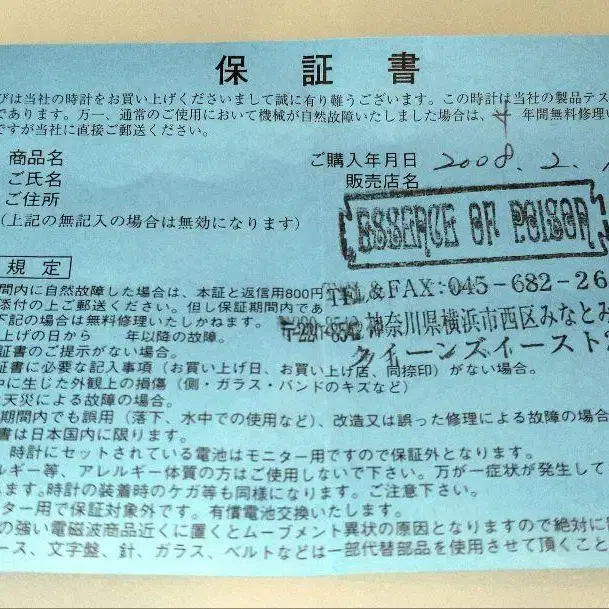 保証書
びは当社の時計をお買い上げくださいまして誠に有り難うございます。この時計は当社の製品テス
であります。万一、通常のご使用において機械が自然故障いたしました場合は、年間無料修理い
ですが当社に直接ご郵送ください。
商品名 ご購入年月日 2008.2.
ご氏名 販売店名
ご住所 ESSENCE OF POISON
(上記の無記入の場合は無効になります)
規定
間内に自然故障した場合は、本証と返信用800円 TEL&FAX:045-682-26
添付の上ご郵送ください。但し保証期間内であ
下記の場合は無料修理いたしかねます。 神奈川県横浜市西区みなとみ
上げの日から 年以降の故障。 クイーンズイースト
証書のご提示がない場合。
証書に必要な記入事項(お買い上げ日、お買い上げ店、同捺印)がない場合。
中に生じた外観上の損傷(側・ガラス・バンドのキズなど)
天災による故障の場合。
期間内でも誤用(落下、水中での使用など)、改造又は誤った修理による故障の場合
書は日本国内に限ります。
時計にセットされている電池はモニター用ですので保証外となります。
ルギー等、アレルギー体質の方はご使用しないで下さい。万が一症状が発生して
します。時計の装着時のケガ等も同様になります。ご注意下さい。
ター用で保証対象外です。有償電池交換いたします。
の強い電磁波商品近くに置くとムーブメント異状の原因となりますので絶対に
ース、文字盤、針、ガラス、ベルトなどは一部代替部品を使用させて頂くこと